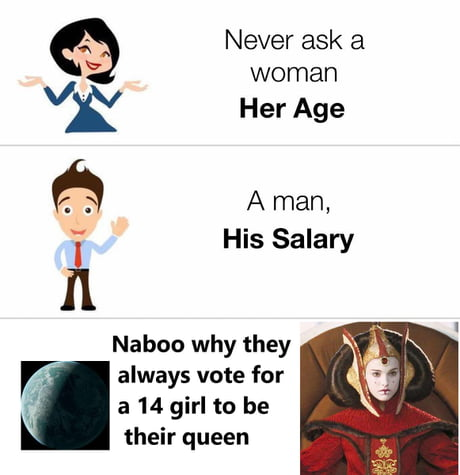 Never ask a
woman
Her Age
A man,
His Salary
Naboo why they
always vote for
a 14 girl to be
their queen